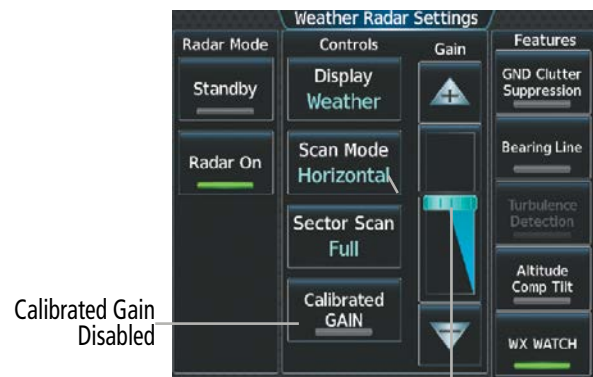 Weather Radar Settings
Radar Mode
Standby
Radar On
Controls
Display
Weather
Scan Mode
Horizontal
Sector Scan
Full
Calibrated
GAIN
Gain
+
−
Features
GND Clutter
Suppression
Bearing Line
Turbulence
Detection
Altitude
Comp Tilt
WX WATCH
Calibrated Gain
Disabled